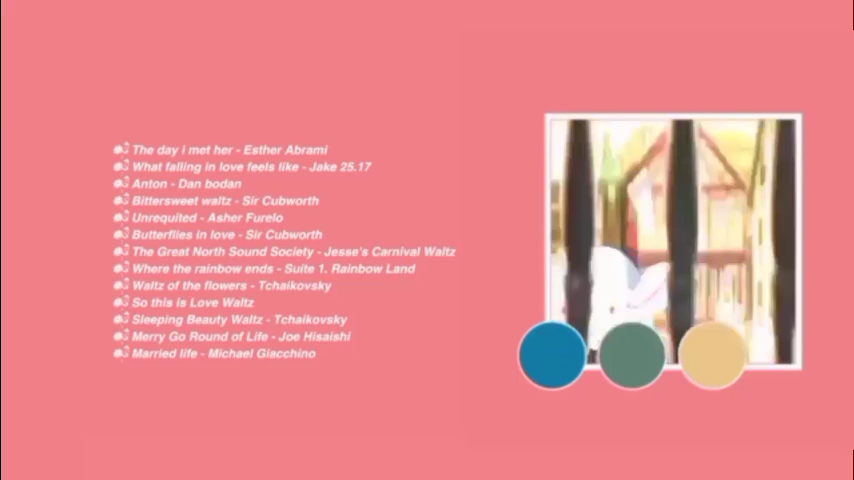 The day i met her - Esther Abrami
What falling in love feels like - Jake 25.17
Anton - Dan bodan
Bittersweet waltz - Sir Cubworth
Unrequited - Asher Furelo
Butterflies in love - Sir Cubworth
The Great North Sound Society - Jesse's Carnival Waltz
Where the rainbow ends - Suite 1. Rainbow Land
Waltz of the flowers - Tchaikovsky
So this is Love Waltz
Sleeping Beauty Waltz - Tchaikovsky
Merry Go Round of Life - Joe Hisaishi
Married life - Michael Giacchino